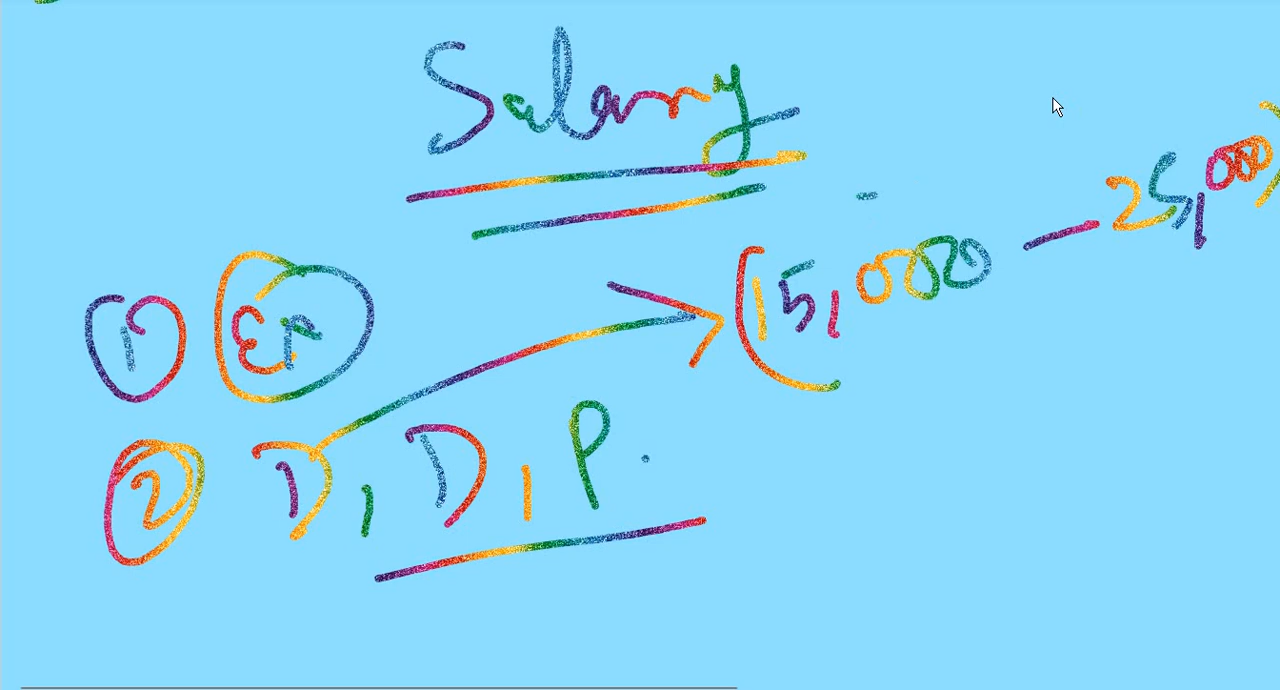 Salary
(15,000 — 25,000)
① Er
② D, D, P.